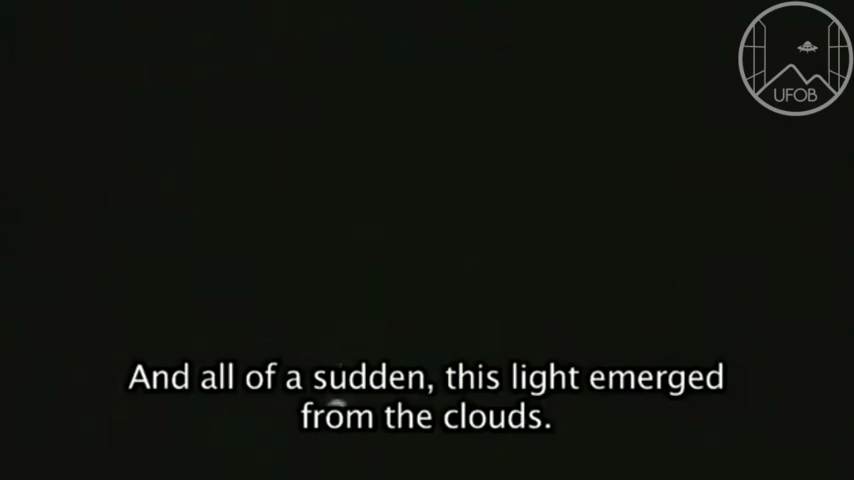 UFOB
And all of a sudden, this light emerged
from the clouds.